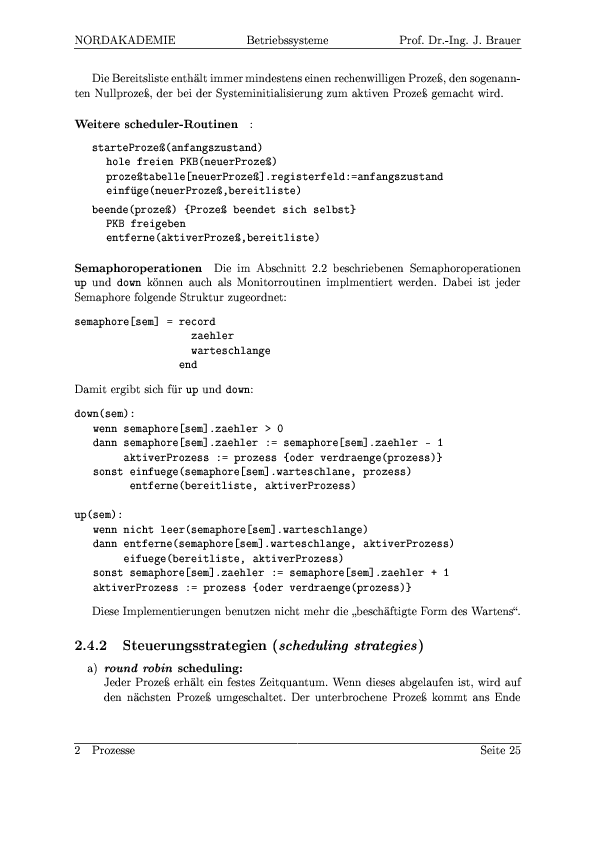 NORDAKADEMIE Betriebssysteme Prof. Dr.-Ing. J. Brauer
Die Bereitsliste enthält immer mindestens einen rechenwilligen Prozeß, den sogenann-
ten Nullprozeß, der bei der Systeminitialisierung zum aktiven Prozeß gemacht wird.
Weitere scheduler-Routinen :
starteProzeß(anfangszustand)
hole freien PKB(neuerProzeß)
prozeßtabelle[neuerProzeß].registerfeld:=anfangszustand
einfüge(neuerProzeß,bereitliste)
beende(prozeß) {Prozeß beendet sich selbst}
PKB freigeben
entferne(aktiverProzeß,bereitliste)
Semaphoroperationen Die im Abschnitt 2.2 beschriebenen Semaphoroperationen
up und down können auch als Monitorroutinen implmentiert werden. Dabei ist jeder
Semaphore folgende Struktur zugeordnet:
semaphore[sem] = record
zaehler
warteschlange
end
Damit ergibt sich für up und down:
down(sem):
wenn semaphore[sem].zaehler > 0
dann semaphore[sem].zaehler := semaphore[sem].zaehler - 1
aktiverProzess := prozess {oder verdraenge(prozess)}
sonst einfuege(semaphore[sem].warteschlane, prozess)
entferne(bereitliste, aktiverProzess)
up(sem):
wenn nicht leer(semaphore[sem].warteschlange)
dann entferne(semaphore[sem].warteschlange, aktiverProzess)
eifuege(bereitliste, aktiverProzess)
sonst semaphore[sem].zaehler := semaphore[sem].zaehler + 1
aktiverProzess := prozess {oder verdraenge(prozess)}
Diese Implementierungen benutzen nicht mehr die „beschäftigte Form des Wartens“.
2.4.2 Steuerungsstrategien (scheduling strategies)
a) round robin scheduling:
Jeder Prozeß erhält ein festes Zeitquantum. Wenn dieses abgelaufen ist, wird auf
den nächsten Prozeß umgeschaltet. Der unterbrochene Prozeß kommt ans Ende
2 Prozesse Seite 25